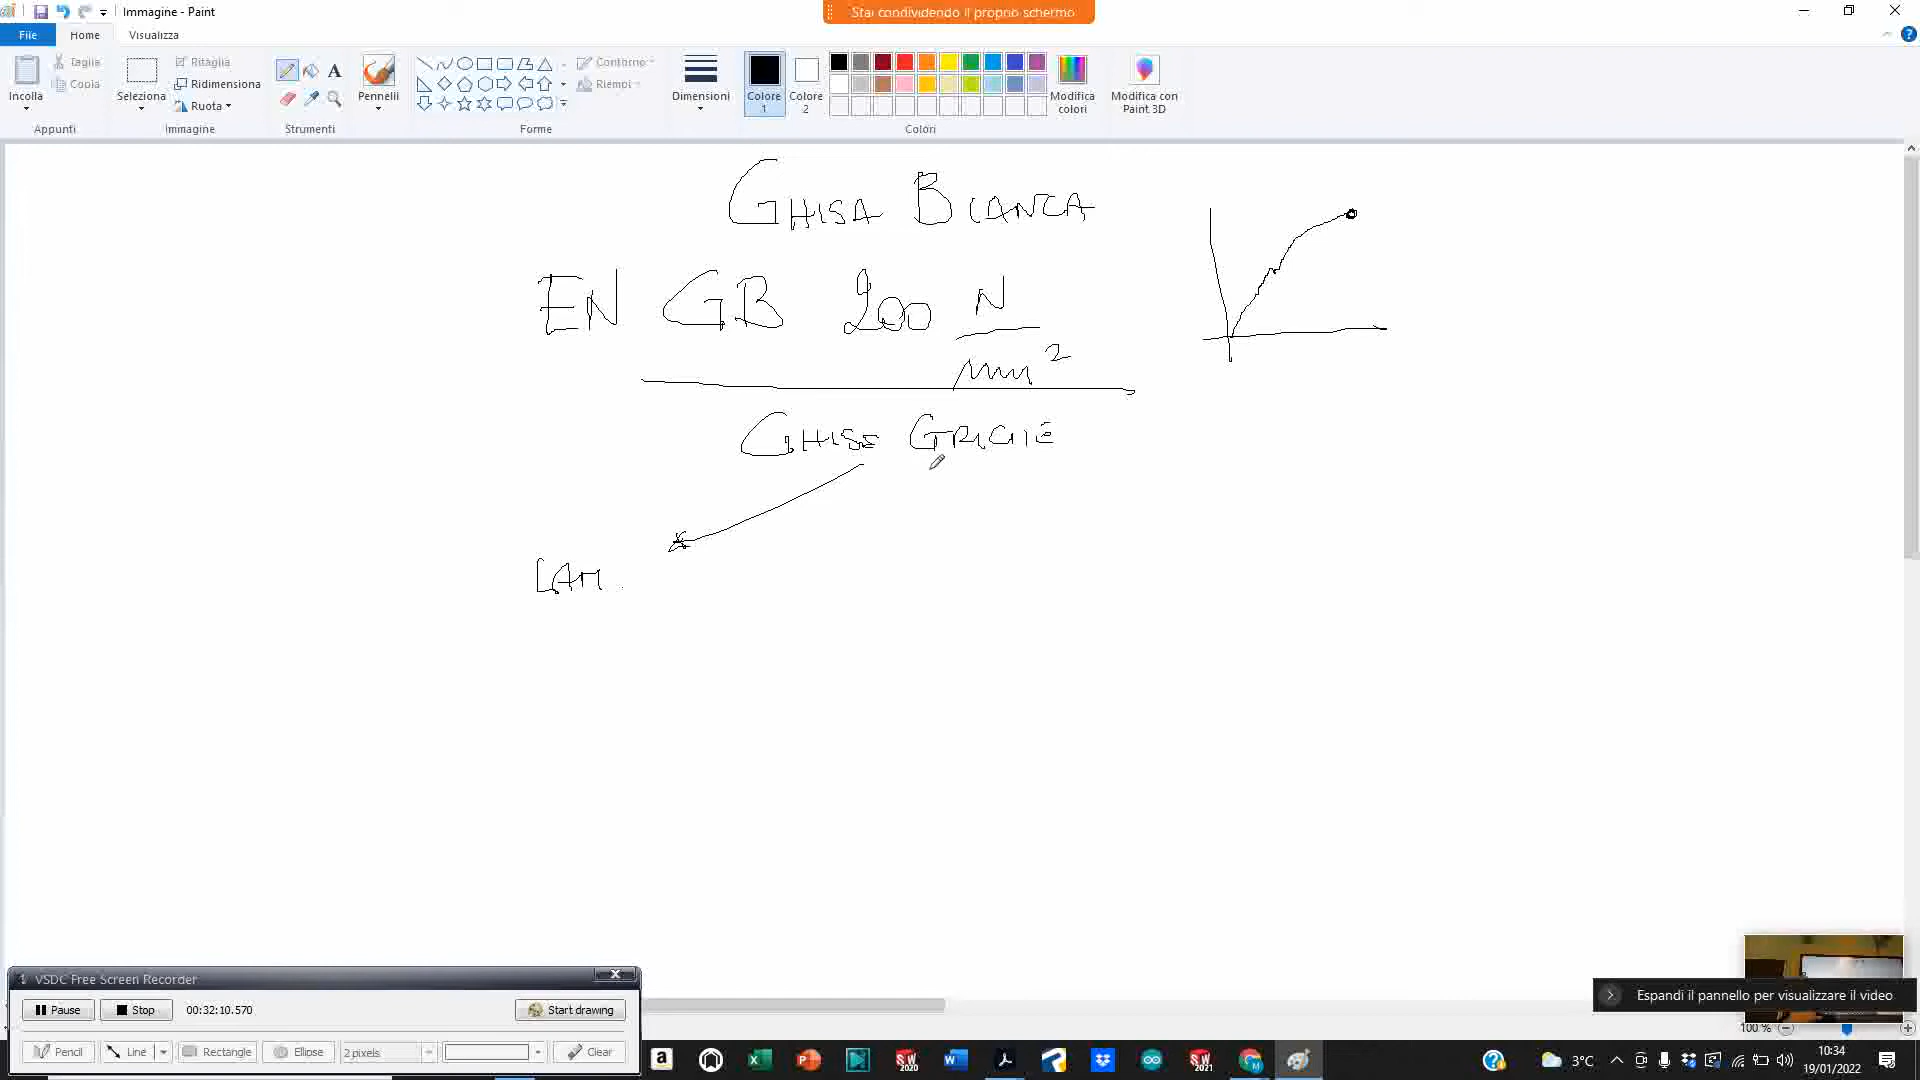 Immagine - Paint
Stai condividendo il proprio schermo
File Home Visualizza
Incolla
Taglia
Copia
Appunti
Seleziona
Ritaglia
Ridimensiona
Ruota
Immagine
A
Strumenti
Pennelli
Contorno
Riempi
Forme
Dimensioni
Colore 1
Colore 2
Modifica colori
Modifica con Paint 3D
Colori
GHISA BIANCA
EN GB 200 N
mm 2
GHISE GRIGIE
LAM.
VSDC Free Screen Recorder
Pause Stop 00:32:10.570 Start drawing
Pencil Line Rectangle Ellipse 2 pixels Clear
Espandi il pannello per visualizzare il video
100 %
3°C
10:34
19/01/2022